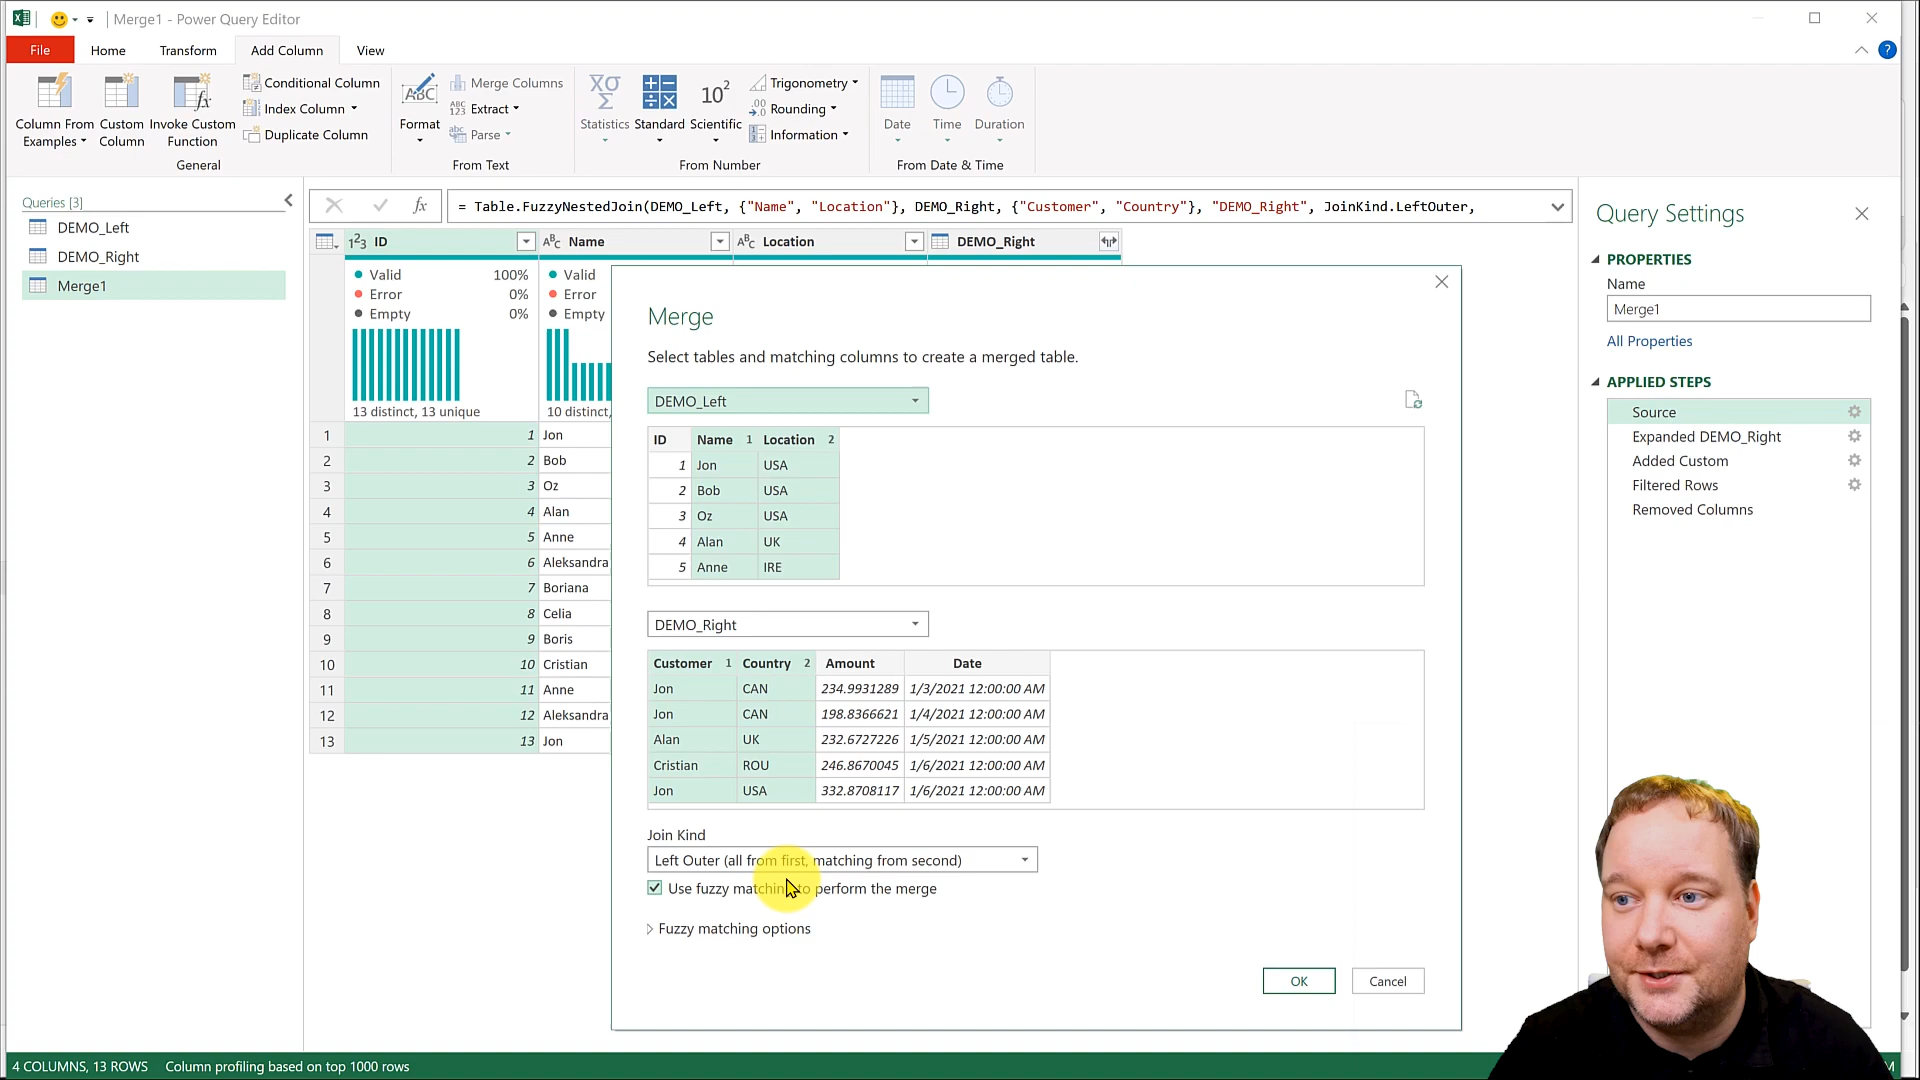 Merge1 - Power Query Editor
File Home Transform Add Column View
Column From Examples
Custom Column
Invoke Custom Function
Conditional Column
Index Column
Duplicate Column
General
ABC
Format
Merge Columns
ABC 123 Extract
abc Parse
From Text
Χσ Σ
Statistics
Standard
10²
Scientific
Trigonometry
.00 Rounding
Information
From Number
Date
Time
Duration
From Date & Time
Queries [3]
DEMO_Left
DEMO_Right
Merge1
fx = Table.FuzzyNestedJoin(DEMO_Left, {"Name", "Location"}, DEMO_Right, {"Customer", "Country"}, "DEMO_Right", JoinKind.LeftOuter,
1²3 ID ABC Name ABC Location DEMO_Right
Valid 100% Valid
Error 0% Error
Empty 0% Empty
13 distinct, 13 unique 10 distinct,
1 1 Jon
2 2 Bob
3 3 Oz
4 4 Alan
5 5 Anne
6 6 Aleksandra
7 7 Boriana
8 8 Celia
9 9 Boris
10 10 Cristian
11 11 Anne
12 12 Aleksandra
13 13 Jon
Merge
Select tables and matching columns to create a merged table.
DEMO_Left
ID Name 1 Location 2
1 Jon USA
2 Bob USA
3 Oz USA
4 Alan UK
5 Anne IRE
DEMO_Right
Customer 1 Country 2 Amount Date
Jon CAN 234.9931289 1/3/2021 12:00:00 AM
Jon CAN 198.8366621 1/4/2021 12:00:00 AM
Alan UK 232.6727226 1/5/2021 12:00:00 AM
Cristian ROU 246.8670045 1/6/2021 12:00:00 AM
Jon USA 332.8708117 1/6/2021 12:00:00 AM
Join Kind
Left Outer (all from first, matching from second)
Use fuzzy matching to perform the merge
Fuzzy matching options
OK Cancel
Query Settings
PROPERTIES
Name
Merge1
All Properties
APPLIED STEPS
Source
Expanded DEMO_Right
Added Custom
Filtered Rows
Removed Columns
4 COLUMNS, 13 ROWS Column profiling based on top 1000 rows